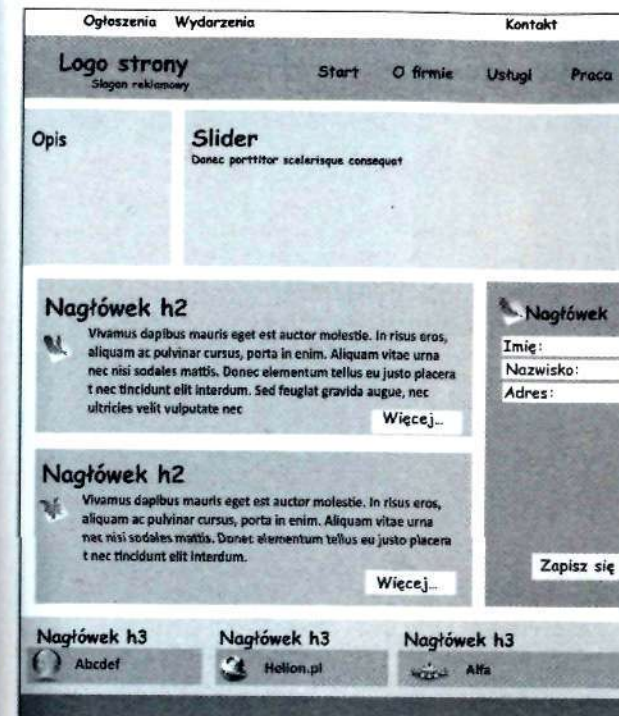 Ogłoszenia Wydarzenia Kontakt
Logo strony
Slogan reklamowy
Start O firmie Usługi Praca
Opis
Slider
Donec porttitor scelerisque consequat
Nagłówek h2
Vivamus dapibus mauris eget est auctor molestie. In risus eros,
aliquam ac pulvinar cursus, porta in enim. Aliquam vitae urna
nec nisi sodales mattis. Donec elementum tellus eu justo placera
t nec tincidunt elit interdum. Sed feugiat gravida augue, nec
ultricies velit vulputate nec
Więcej...
Nagłówek h2
Vivamus dapibus mauris eget est auctor molestie. In risus eros,
aliquam ac pulvinar cursus, porta in enim. Aliquam vitae urna
nec nisi sodales mattis. Donec elementum tellus eu justo placera
t nec tincidunt elit interdum.
Więcej...
Nagłówek
Imię:
Nazwisko:
Adres:
Zapisz się
Nagłówek h3
Abcdef
Nagłówek h3
Helion.pl
Nagłówek h3
Alfa